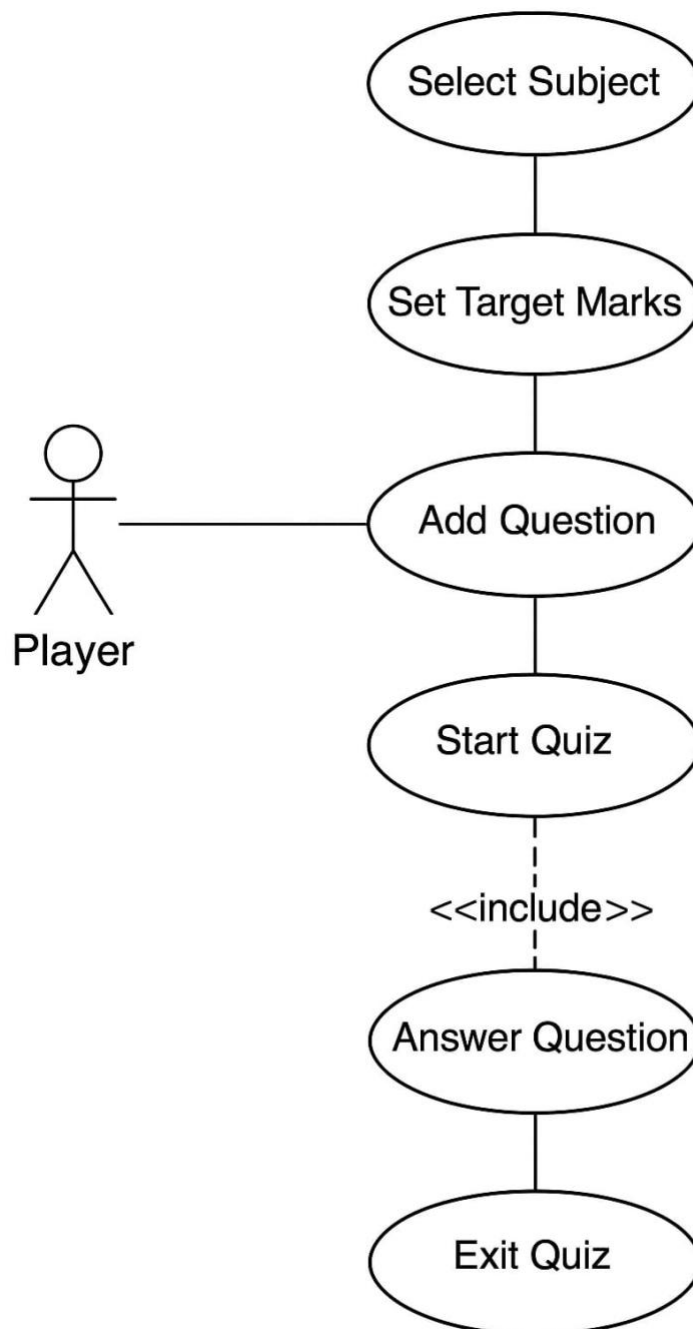 Select Subject
Set Target Marks
Add Question
Player
Start Quiz
<<include>>
Answer Question
Exit Quiz